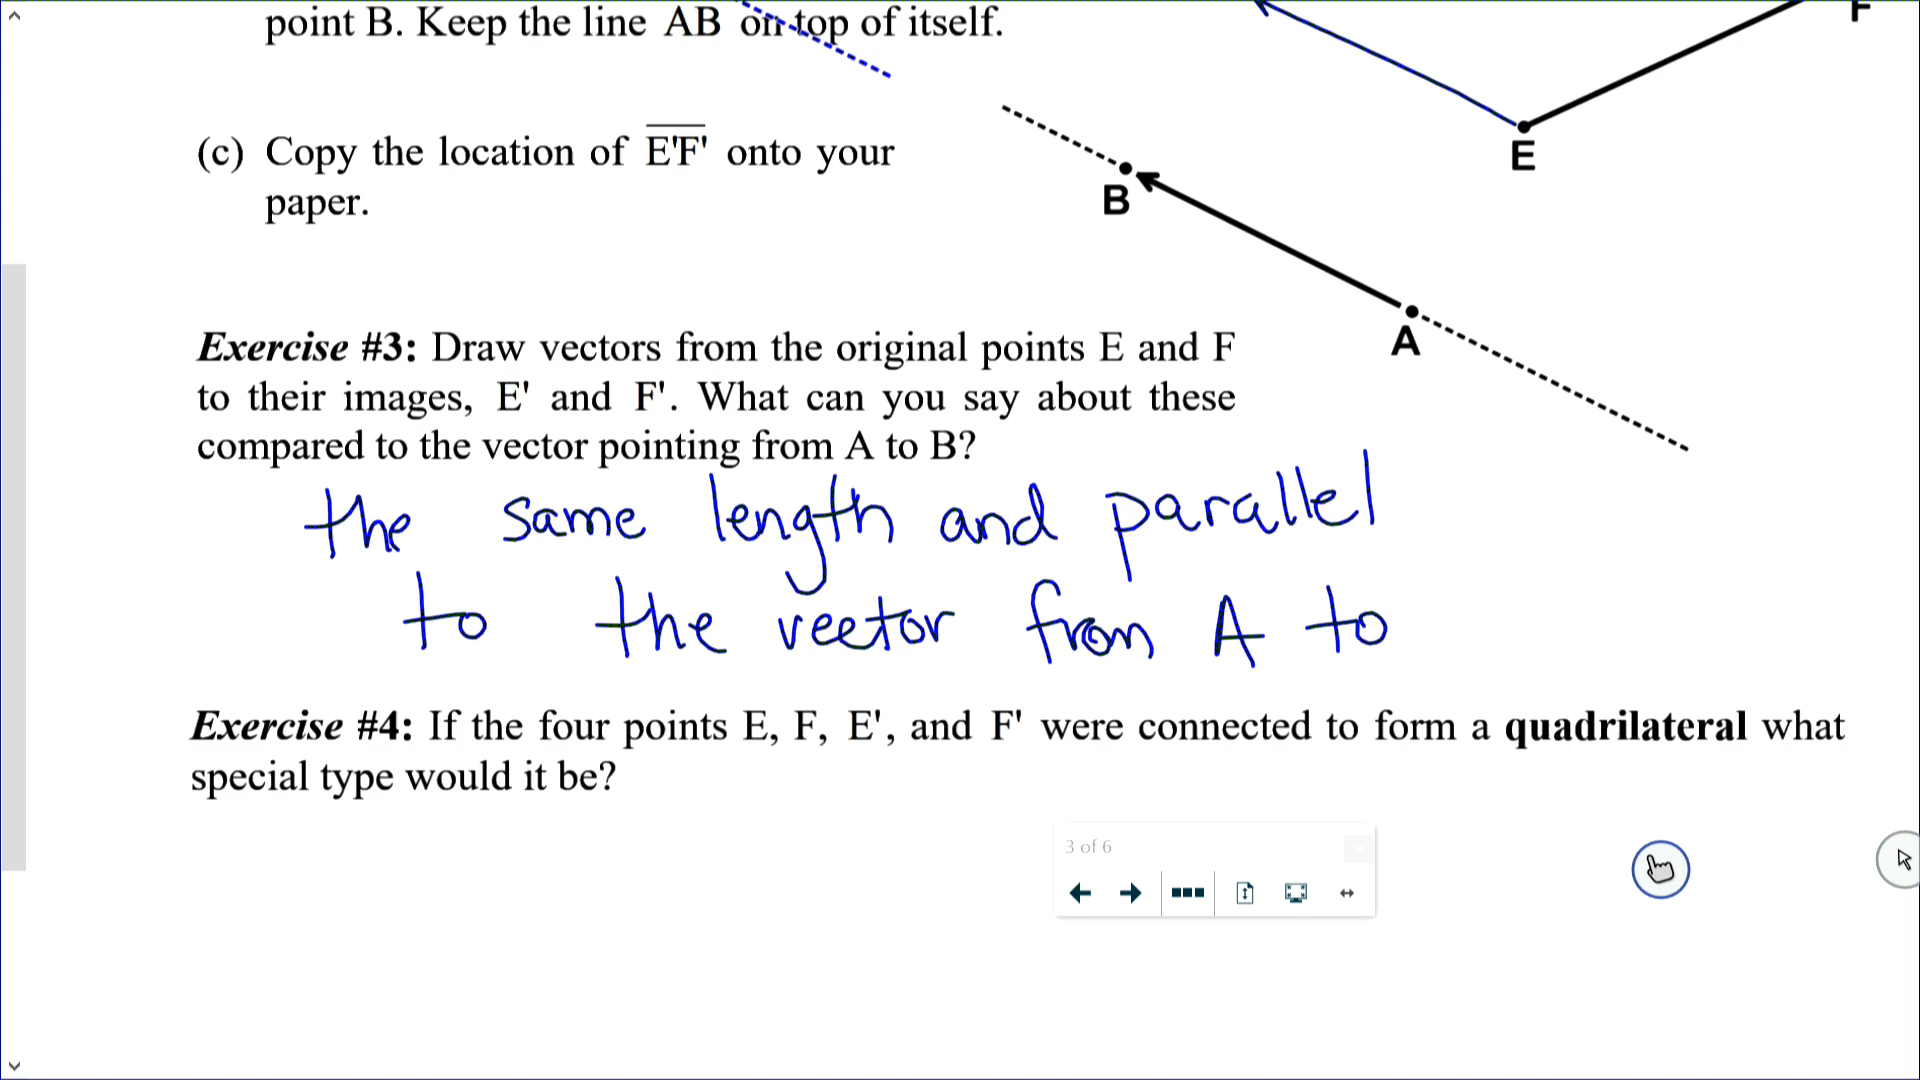 point B. Keep the line AB on top of itself.
F
(c) Copy the location of E'F' onto your
paper.
E
B
A
Exercise #3: Draw vectors from the original points E and F
to their images, E' and F'. What can you say about these
compared to the vector pointing from A to B?
the same length and parallel
to the vector from A to
Exercise #4: If the four points E, F, E', and F' were connected to form a quadrilateral what
special type would it be?
3 of 6